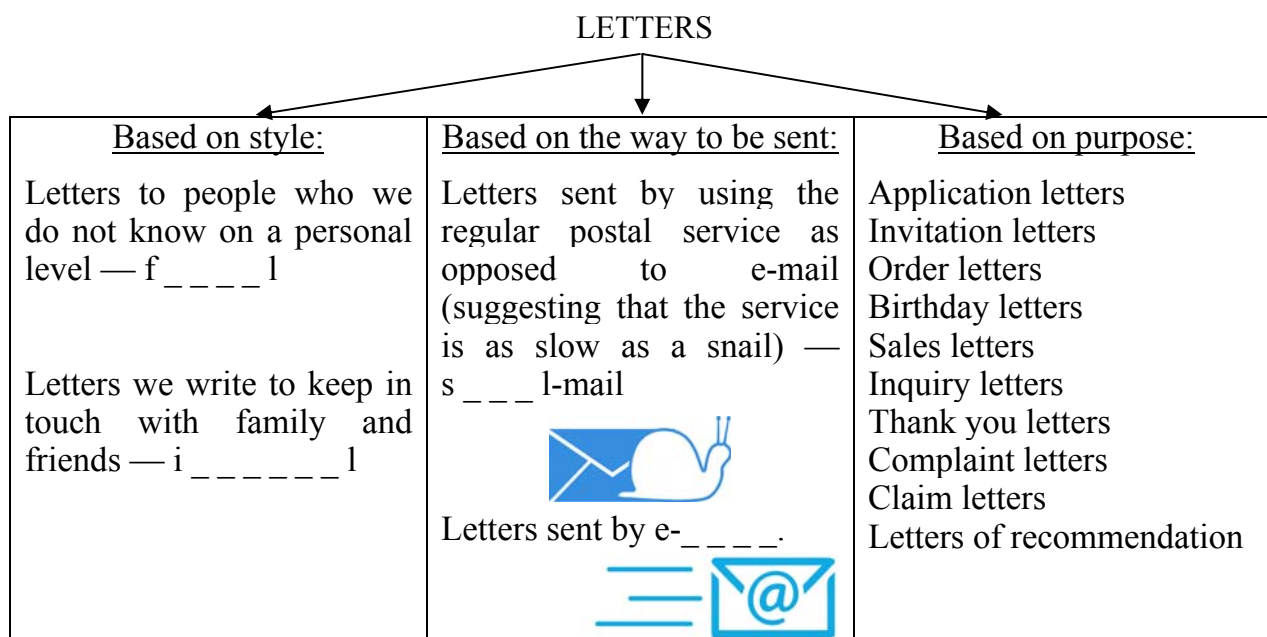 LETTERS
Based on style:
Letters to people who we
do not know on a personal
level — f _ _ _ _ l
Letters we write to keep in
touch with family and
friends — i _ _ _ _ _ _ l
Based on the way to be sent:
Letters sent by using the
regular postal service as
opposed to e-mail
(suggesting that the service
is as slow as a snail) —
s _ _ _ l-mail
Letters sent by e-_ _ _ _.
@
Based on purpose:
Application letters
Invitation letters
Order letters
Birthday letters
Sales letters
Inquiry letters
Thank you letters
Complaint letters
Claim letters
Letters of recommendation